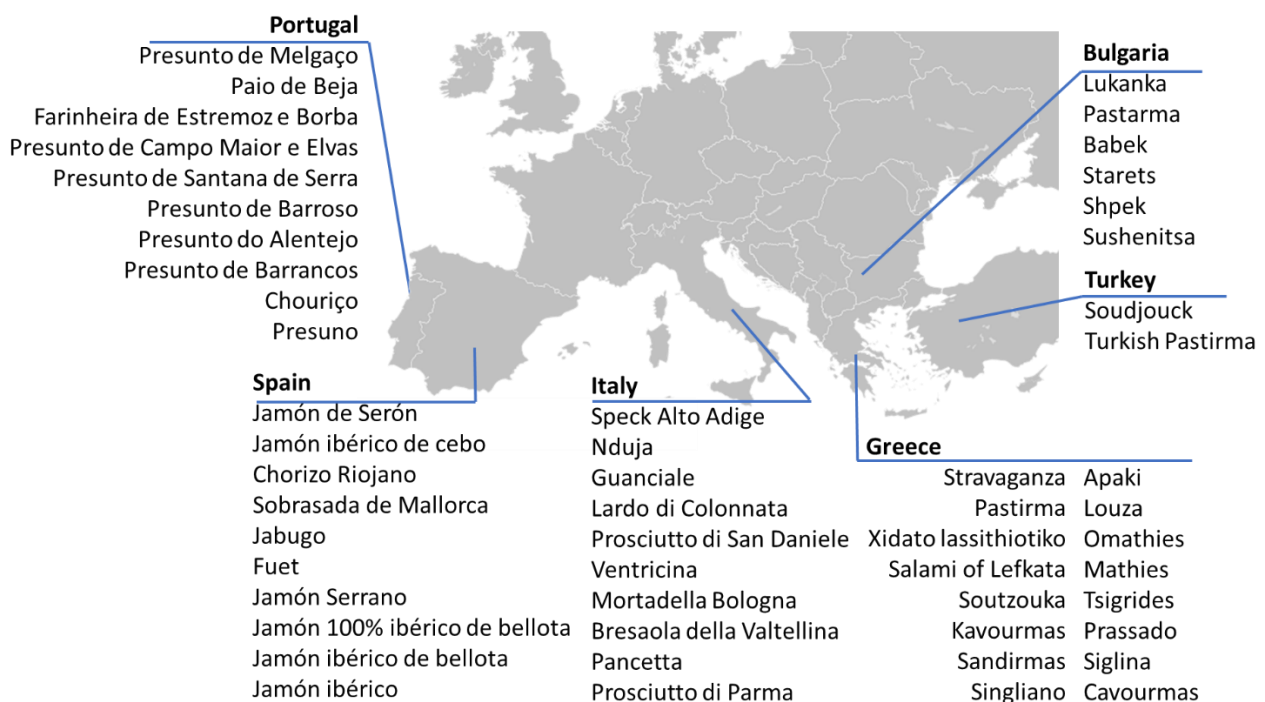 Portugal
Presunto de Melgaço
Paio de Beja
Farinheira de Estremoz e Borba
Presunto de Campo Maior e Elvas
Presunto de Santana de Serra
Presunto de Barroso
Presunto do Alentejo
Presunto de Barrancos
Chouriço
Presuno
Spain
Jamón de Serón
Jamón ibérico de cebo
Chorizo Riojano
Sobrasada de Mallorca
Jabugo
Fuet
Jamón Serrano
Jamón 100% ibérico de bellota
Jamón ibérico de bellota
Jamón ibérico
Italy
Speck Alto Adige
Nduja
Guanciale
Lardo di Colonnata
Prosciutto di San Daniele
Ventricina
Mortadella Bologna
Bresaola della Valtellina
Pancetta
Prosciutto di Parma
Bulgaria
Lukanka
Pastarma
Babek
Starets
Shpek
Sushenitsa
Turkey
Soudjouck
Turkish Pastirma
Greece
Stravaganza Apaki
Pastirma Louza
Xidato lassithiotiko Omathies
Salami of Lefkata Mathies
Soutzouka Tsigrides
Kavourmas Prassado
Sandirmas Siglina
Singliano Cavourmas